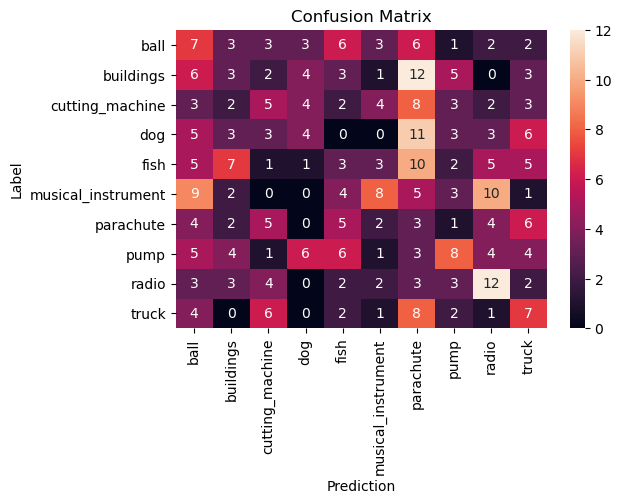 Confusion Matrix
Label
ball 7 3 3 3 6 3 6 1 2 2
buildings 6 3 2 4 3 1 12 5 0 3
cutting_machine 3 2 5 4 2 4 8 3 2 3
dog 5 3 3 4 0 0 11 3 3 6
fish 5 7 1 1 3 3 10 2 5 5
musical_instrument 9 2 0 0 4 8 5 3 10 1
parachute 4 2 5 0 5 2 3 1 4 6
pump 5 4 1 6 6 1 3 8 4 4
radio 3 3 4 0 2 2 3 3 12 2
truck 4 0 6 0 2 1 8 2 1 7
ball buildings cutting_machine dog fish musical_instrument parachute pump radio truck
Prediction
12
10
8
6
4
2
0